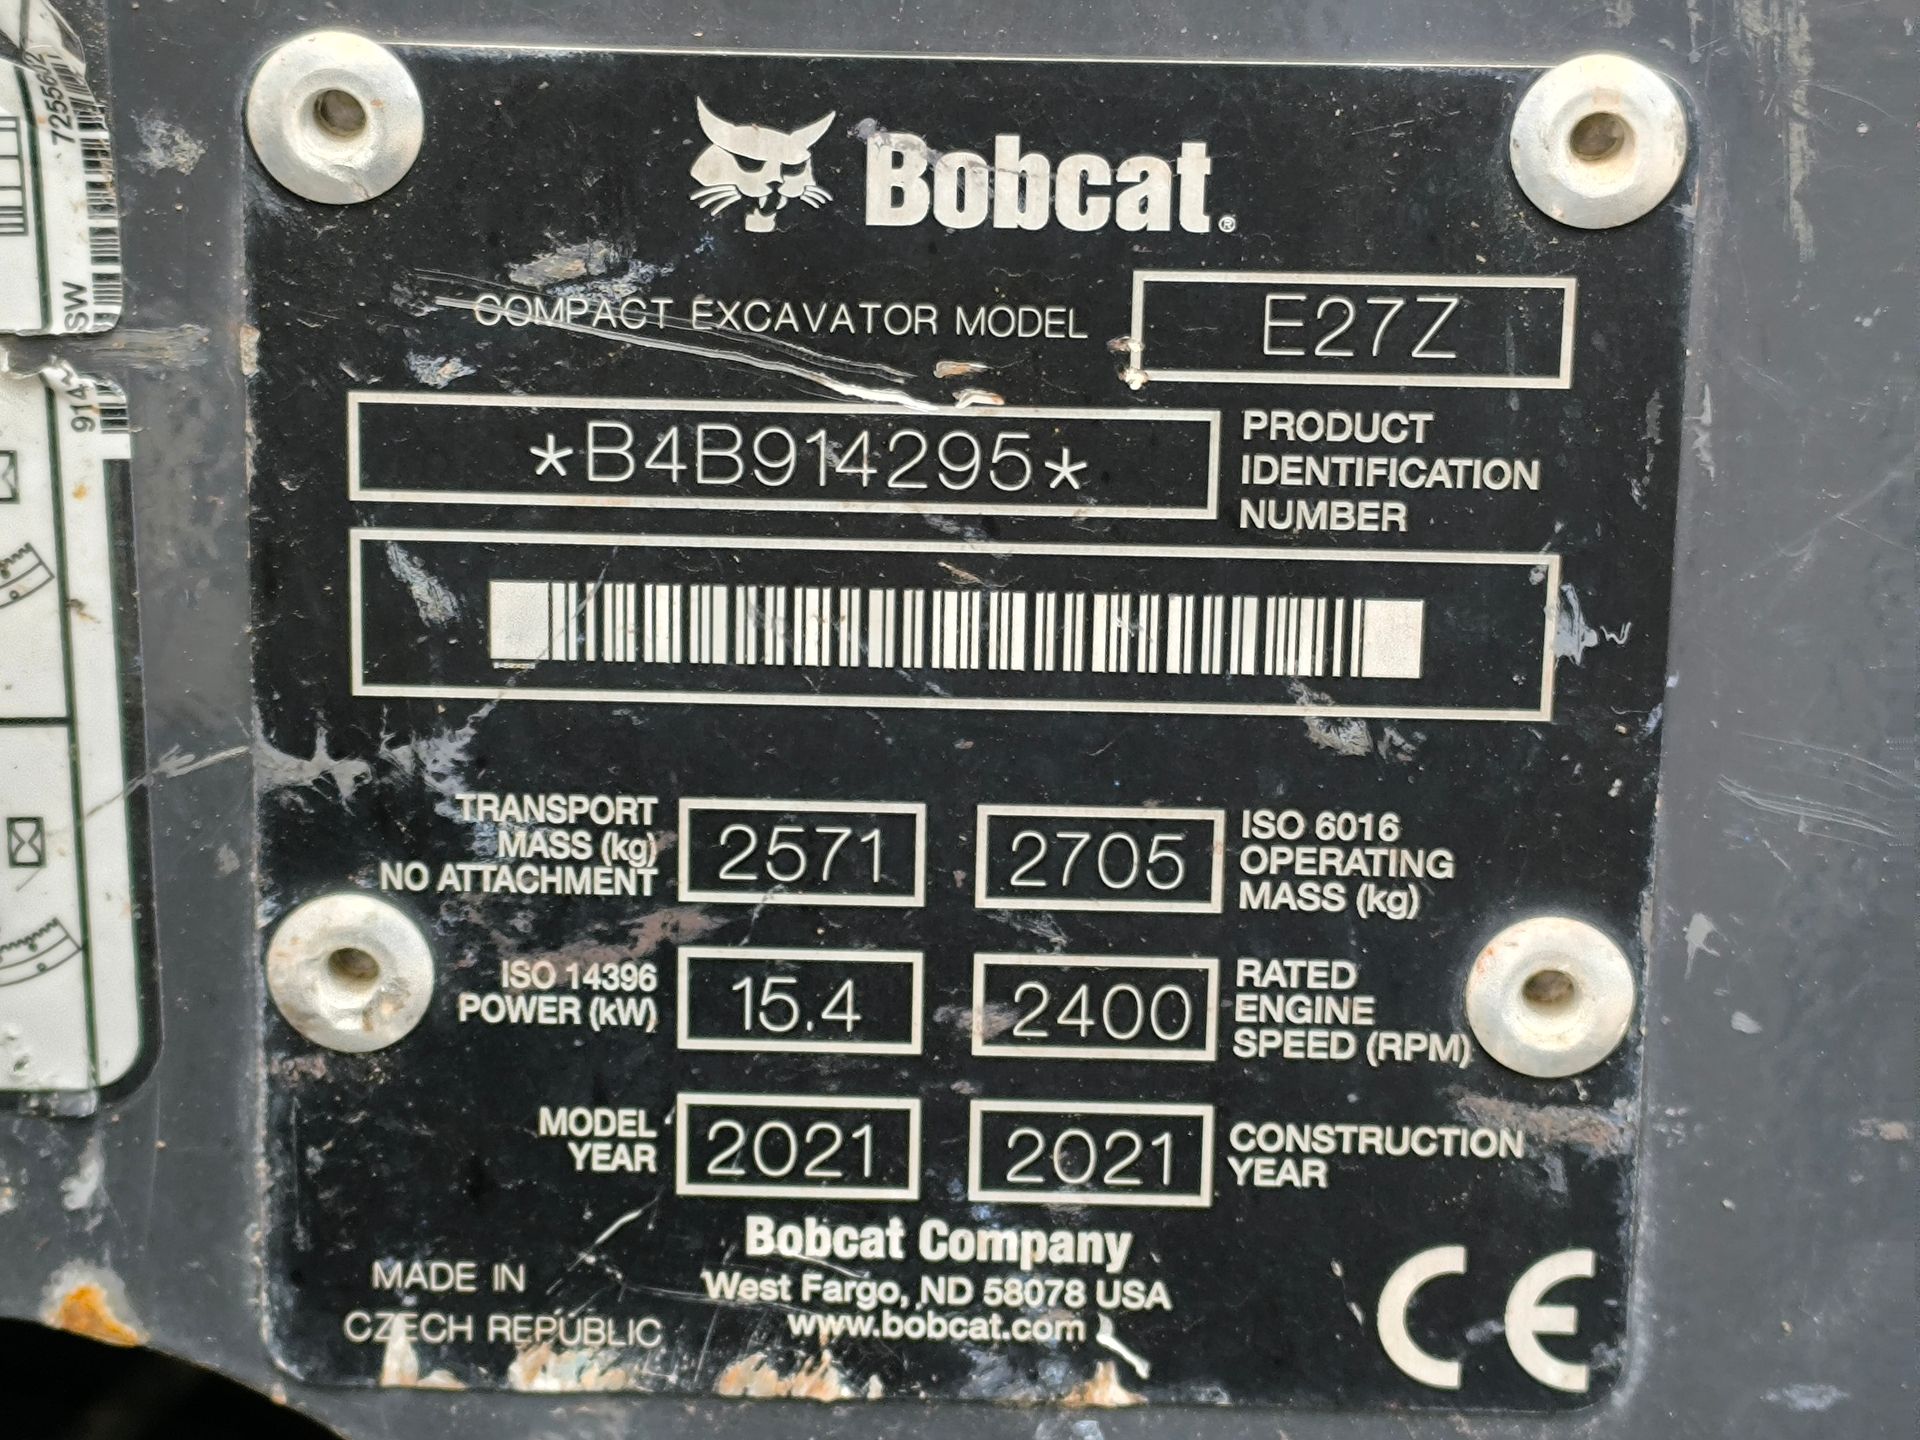 Bobcat®
COMPACT EXCAVATOR MODEL E27Z
*B4B914295*
PRODUCT
IDENTIFICATION
NUMBER
TRANSPORT
MASS (kg)
NO ATTACHMENT
2571
2705
ISO 6016
OPERATING
MASS (kg)
ISO 14396
POWER (kW)
15.4
2400
RATED
ENGINE
SPEED (RPM)
MODEL
YEAR
2021
2021
CONSTRUCTION
YEAR
Bobcat Company
West Fargo, ND 58078 USA
www.bobcat.com
MADE IN
CZECH REPUBLIC
CE
7255562
SW